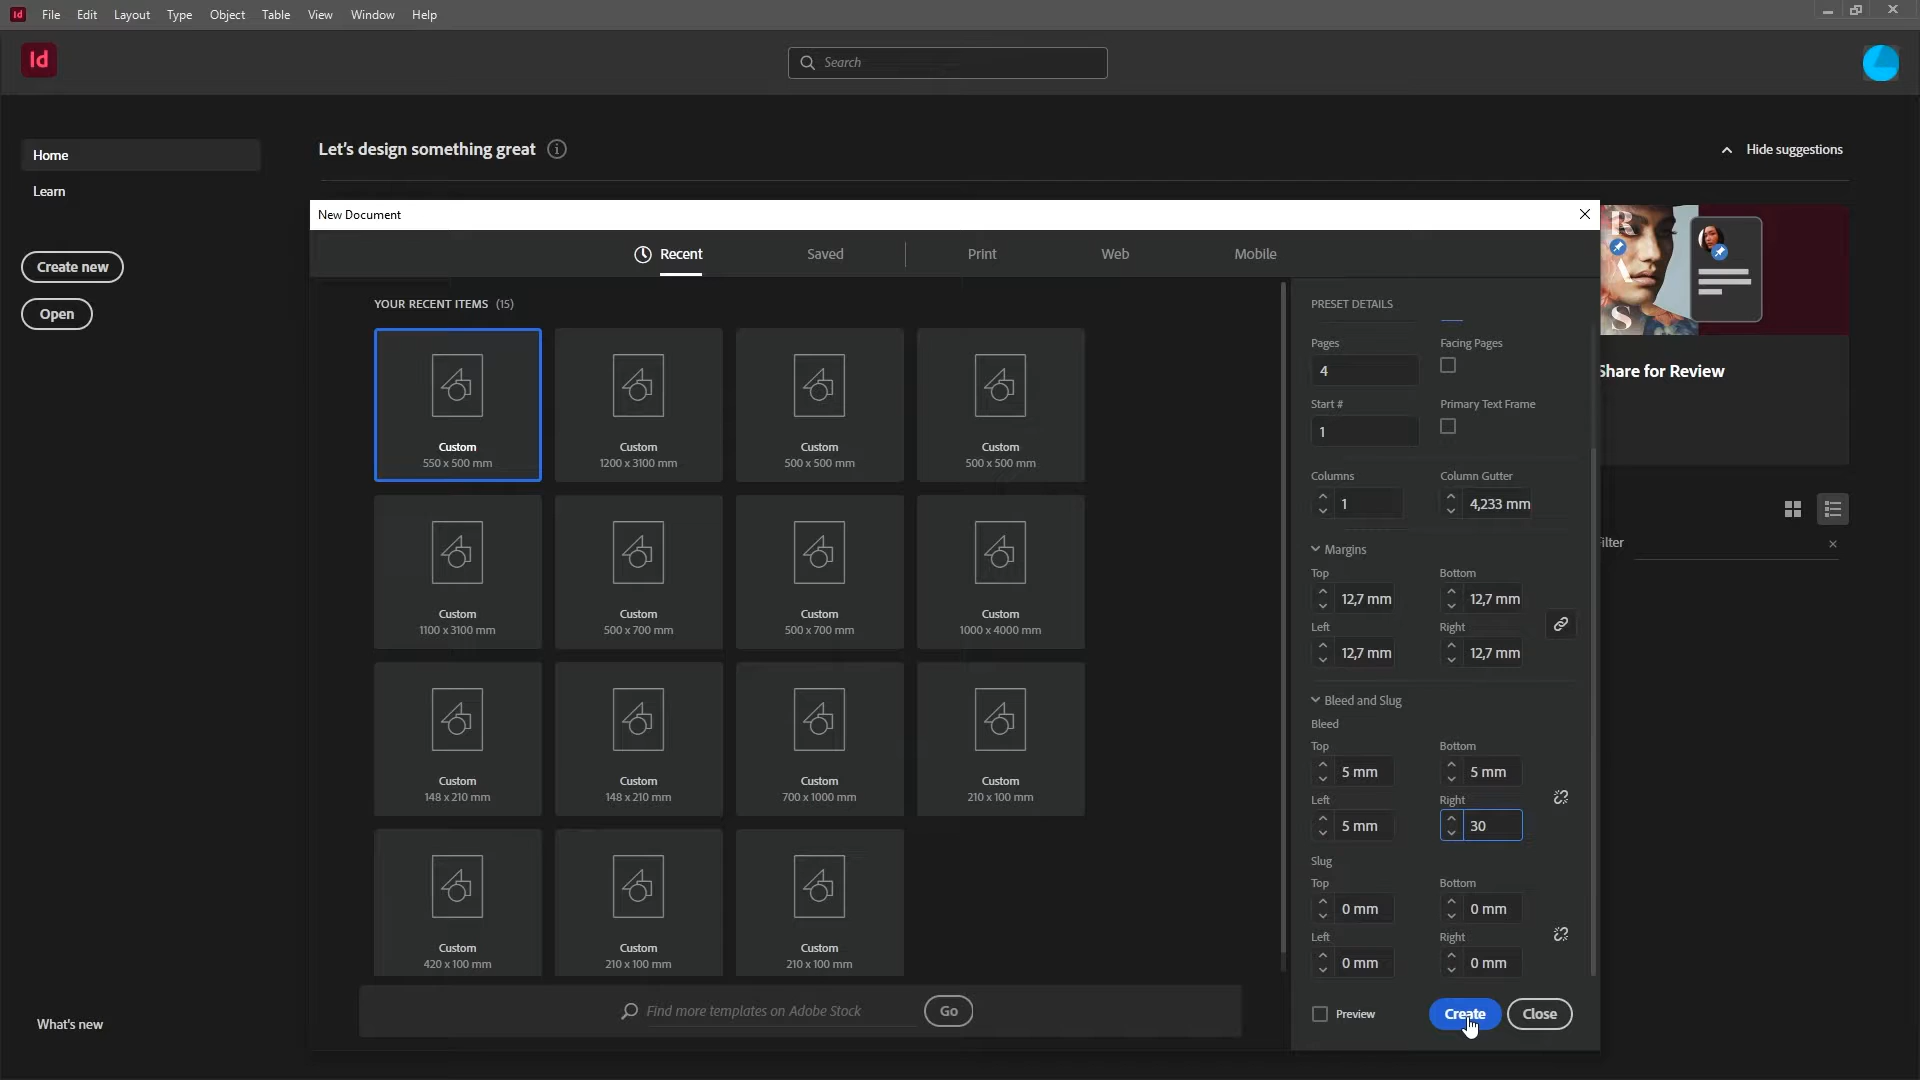 Id File Edit Layout Type Object Table View Window Help
Id Search
Home
Learn
Create new
Open
What's new
Let's design something great
Hide suggestions
New Document
Recent Saved Print Web Mobile
YOUR RECENT ITEMS (15)
Custom Custom Custom Custom
550 x 500 mm 1200 x 3100 mm 500 x 500 mm 500 x 500 mm
Custom Custom Custom Custom
1100 x 3100 mm 500 x 700 mm 500 x 700 mm 1000 x 4000 mm
Custom Custom Custom Custom
148 x 210 mm 148 x 210 mm 700 x 1000 mm 210 x 100 mm
Custom Custom Custom
420 x 100 mm 210 x 100 mm 210 x 100 mm
Find more templates on Adobe Stock Go
PRESET DETAILS
Pages Facing Pages
4
Start # Primary Text Frame
1
Columns Column Gutter
1 4,233 mm
Margins
Top Bottom
12,7 mm 12,7 mm
Left Right
12,7 mm 12,7 mm
Bleed and Slug
Bleed
Top Bottom
5 mm 5 mm
Left Right
5 mm 30
Slug
Top Bottom
0 mm 0 mm
Left Right
0 mm 0 mm
Preview Create Close
R
A
S
Share for Review
ilter